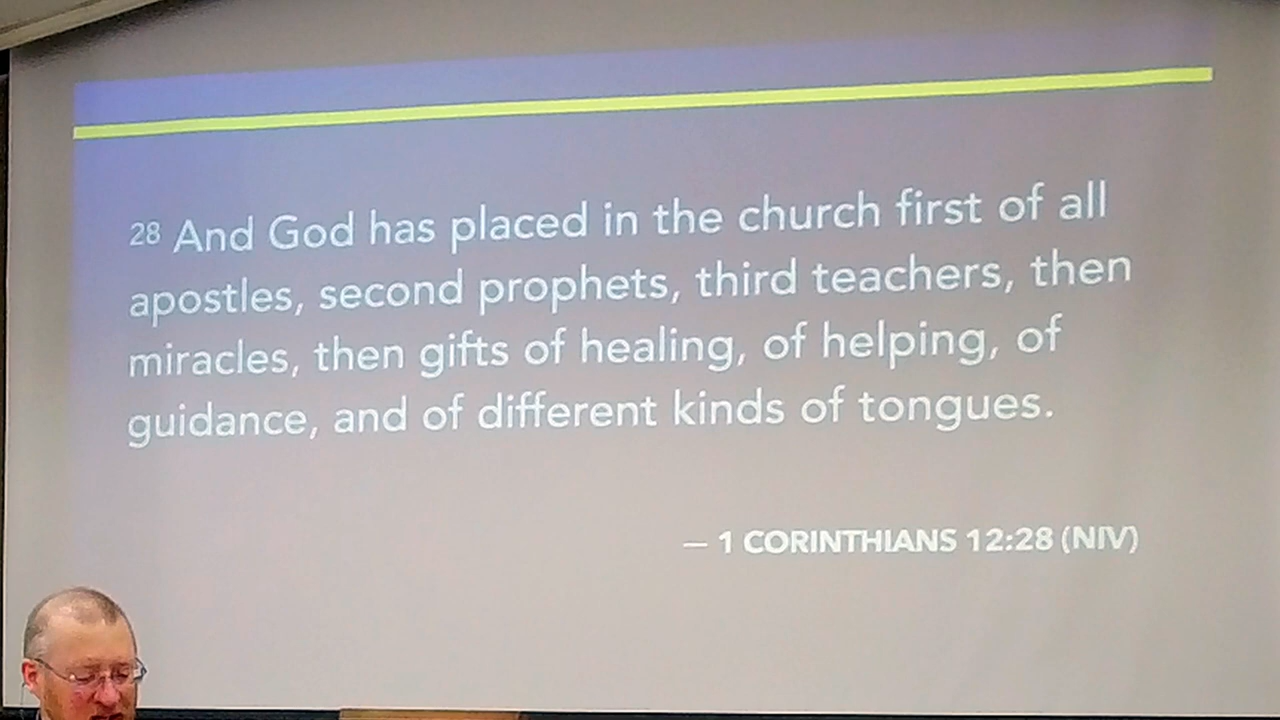 28 And God has placed in the church first of all
apostles, second prophets, third teachers, then
miracles, then gifts of healing, of helping, of
guidance, and of different kinds of tongues.
— 1 CORINTHIANS 12:28 (NIV)